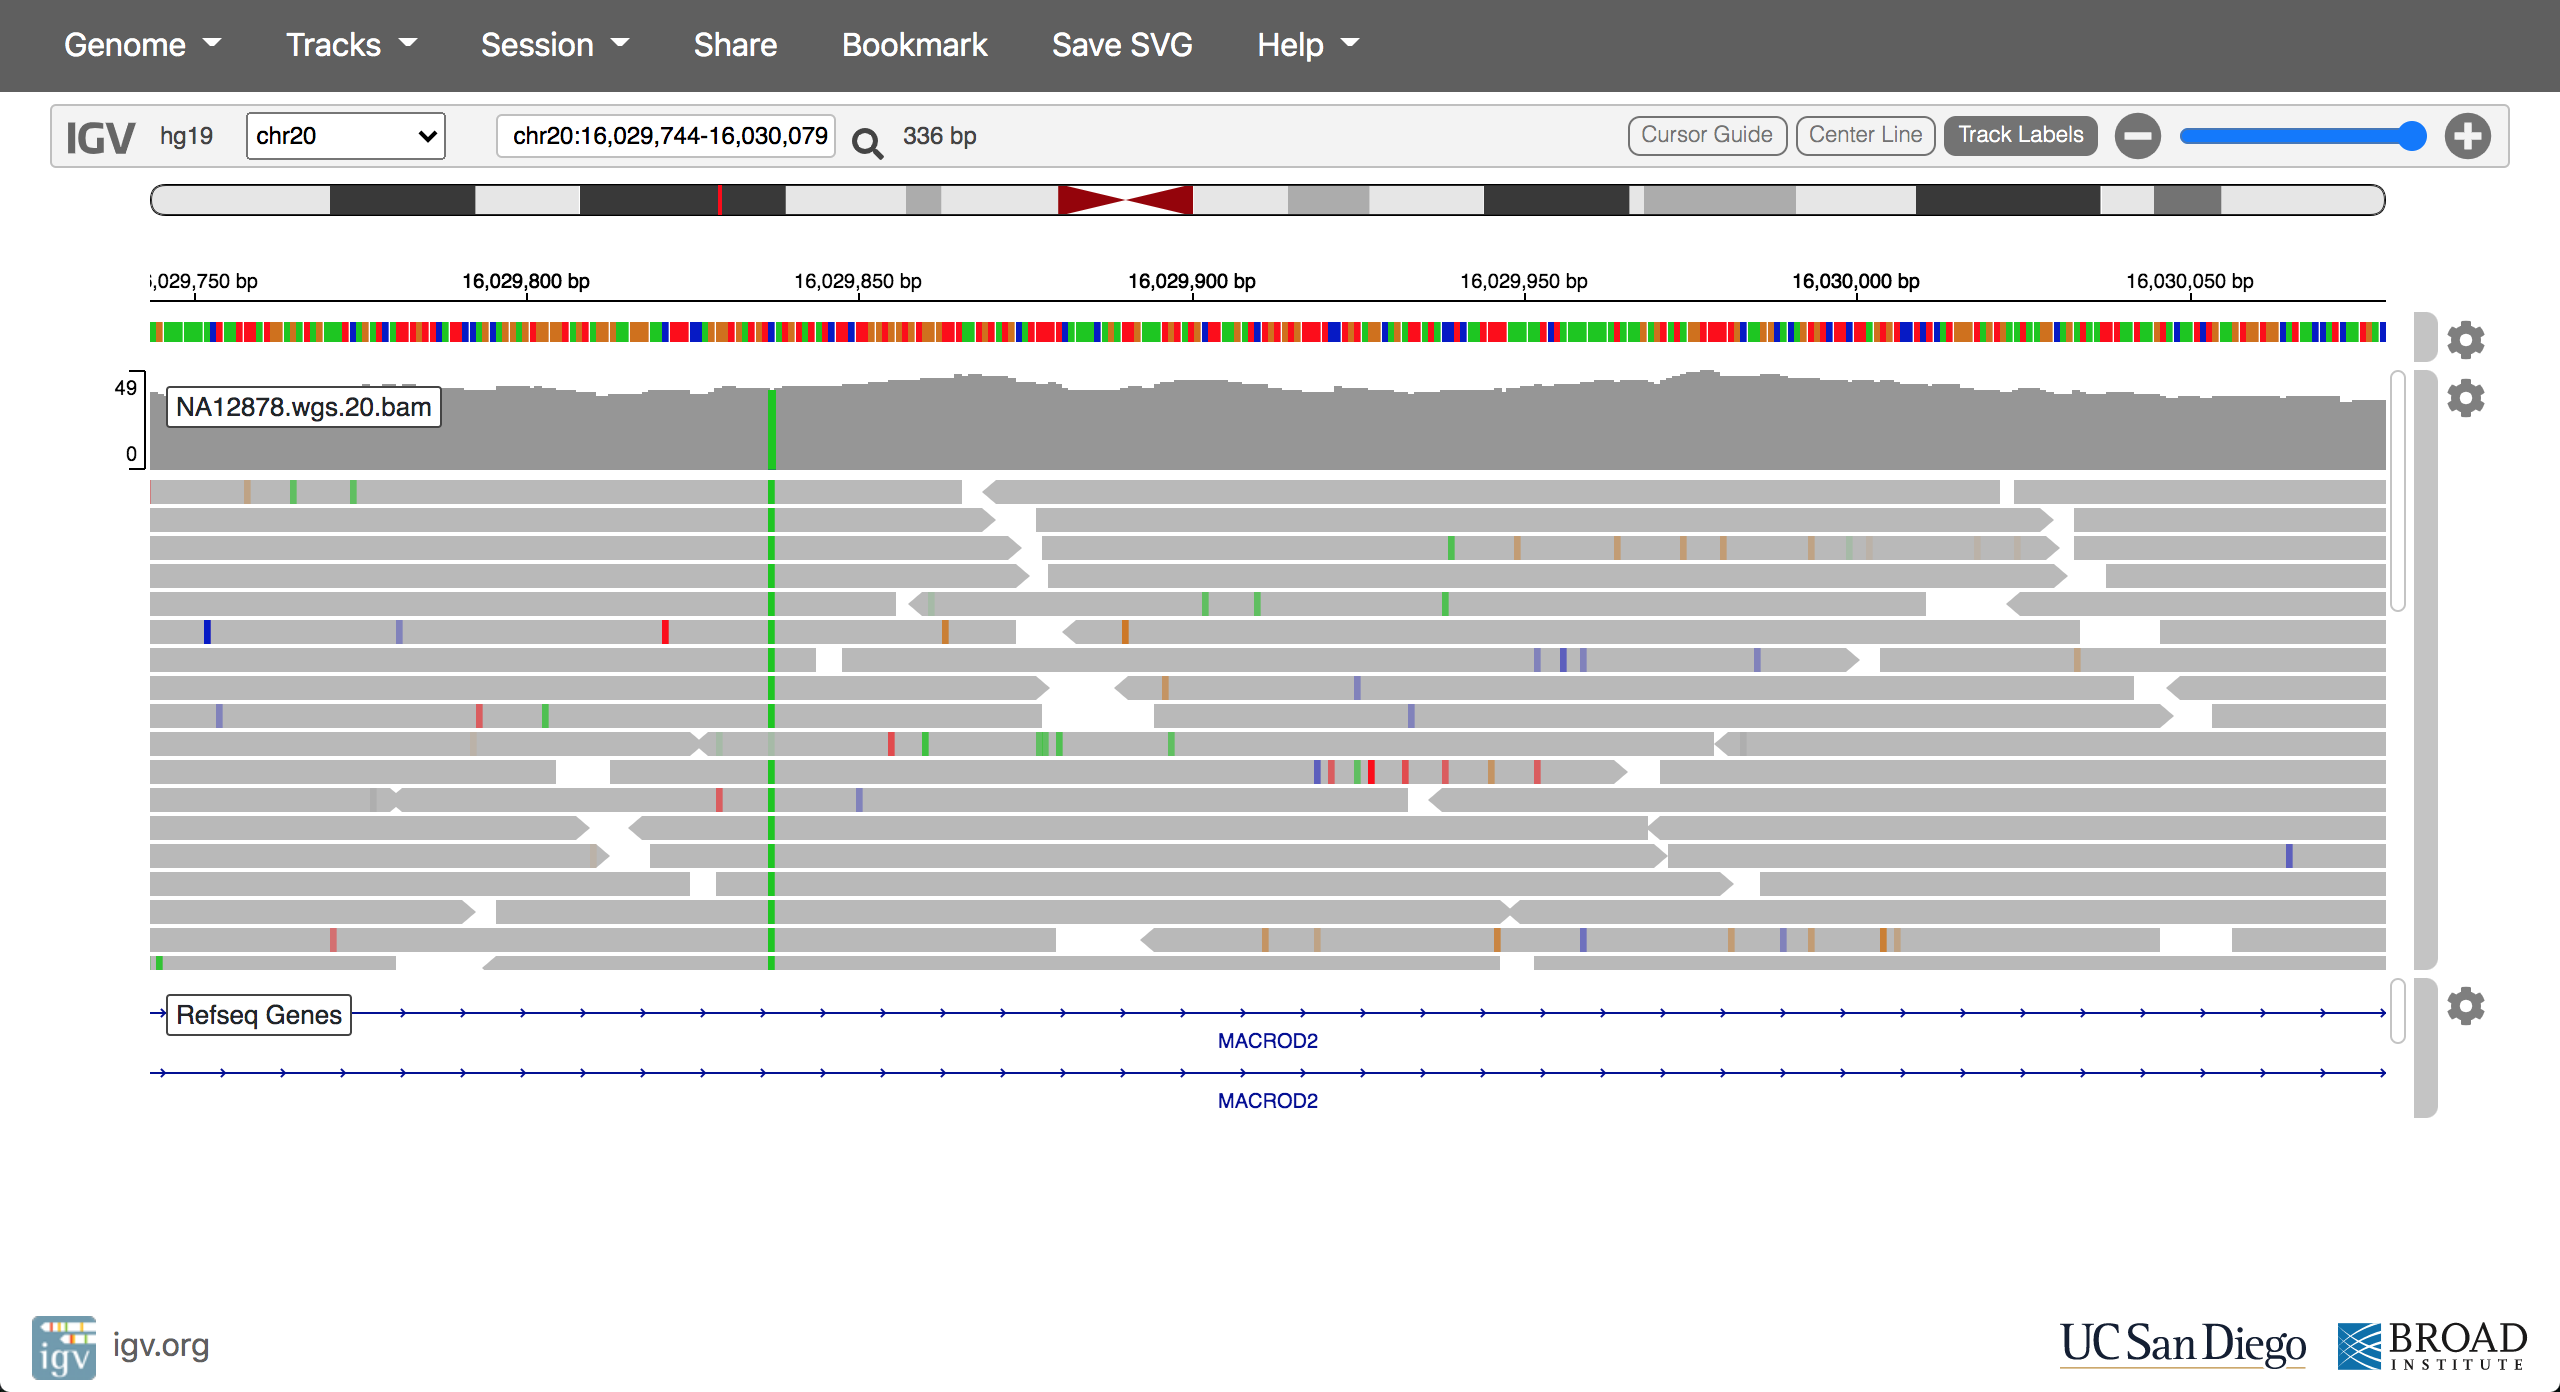 Genome Tracks Session Share Bookmark Save SVG Help
IGV hg19 chr20 chr20:16,029,744-16,030,079 336 bp Cursor Guide Center Line Track Labels
,029,750 bp 16,029,800 bp 16,029,850 bp 16,029,900 bp 16,029,950 bp 16,030,000 bp 16,030,050 bp
49
NA12878.wgs.20.bam
0
Refseq Genes
MACROD2
MACROD2
igv
igv.org
UC San Diego
BROAD
INSTITUTE